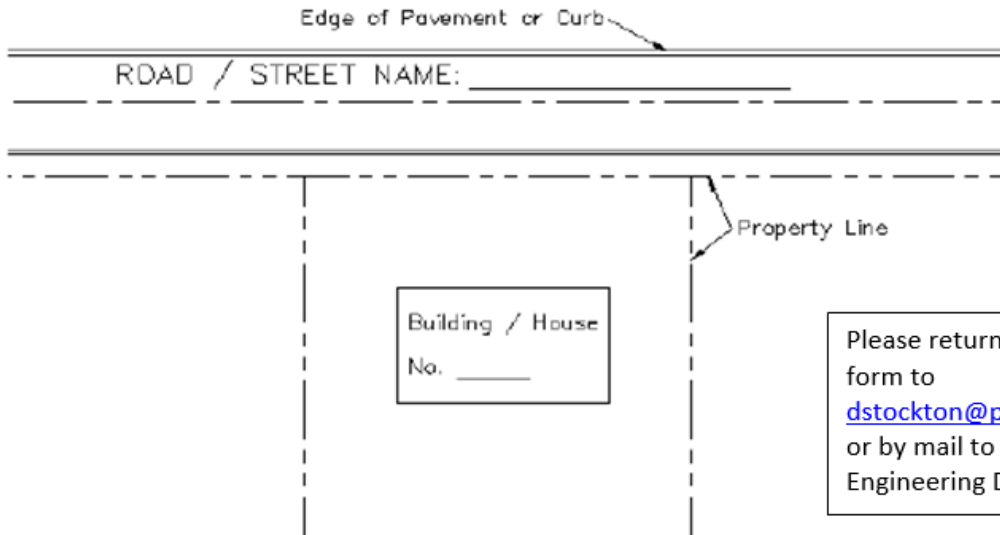 Edge of Pavement or Curb
ROAD / STREET NAME:
Property Line
Building / House
No.
Please return
form to
dstockton@p
or by mail to
Engineering D